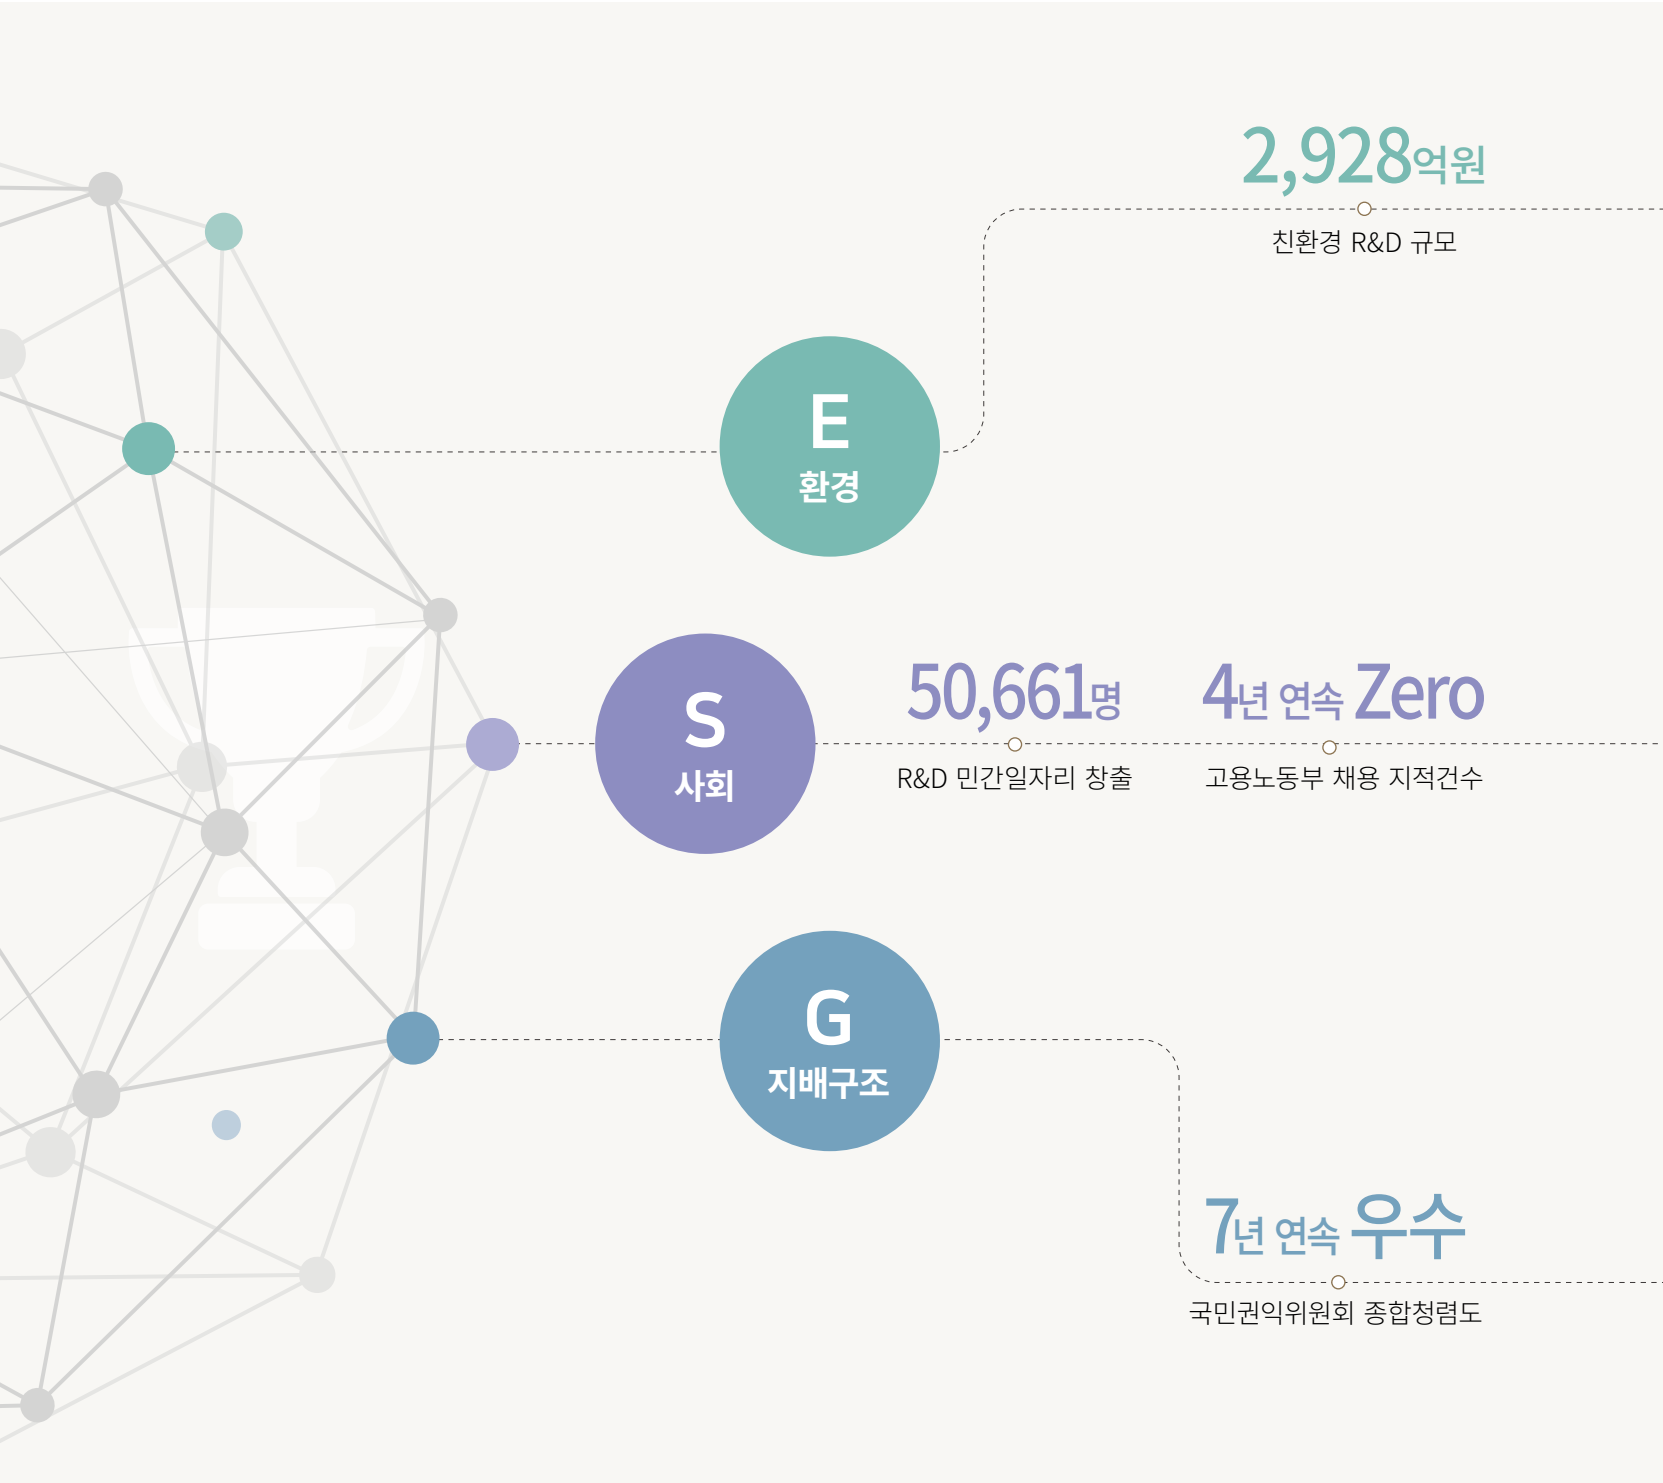 2,928억원
친환경 R&D 규모
E
환경
S
사회
50,661명
R&D 민간일자리 창출
4년 연속 Zero
고용노동부 채용 지적건수
G
지배구조
7년 연속 우수
국민권익위원회 종합청렴도